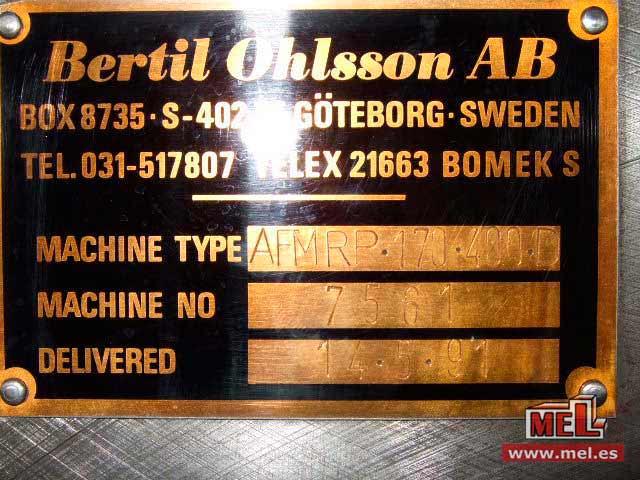 Bertil Ohlsson AB
BOX 8735 · S-402 GÖTEBORG · SWEDEN
TEL. 031-517807 TELEX 21663 BOMEK S
MACHINE TYPE AFMRP·170·400·D
MACHINE NO 7561
DELIVERED 14·5·91
MEL
www.mel.es